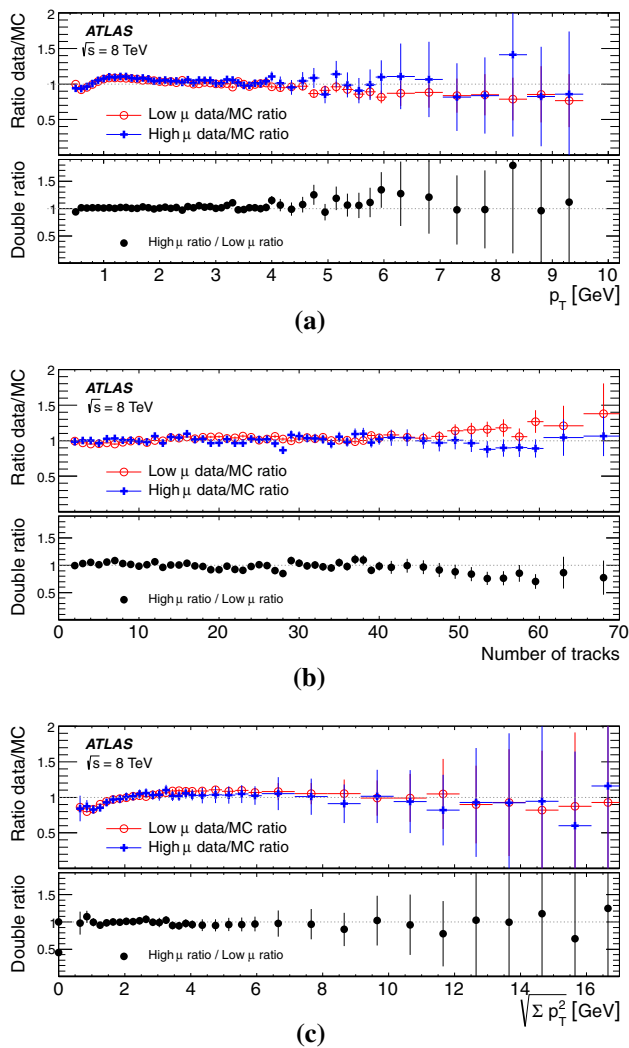 Ratio data/MC
2
1.5
1
0.5
ATLAS
√s = 8 TeV
Low μ data/MC ratio
High μ data/MC ratio
Double ratio
1.5
1
0.5
High μ ratio / Low μ ratio
1 2 3 4 5 6 7 8 9 10
p_T [GeV]
(a)
Ratio data/MC
2
1.5
1
0.5
ATLAS
√s = 8 TeV
Low μ data/MC ratio
High μ data/MC ratio
Double ratio
1.5
1
0.5
High μ ratio / Low μ ratio
0 10 20 30 40 50 60 70
Number of tracks
(b)
Ratio data/MC
2
1.5
1
0.5
ATLAS
√s = 8 TeV
Low μ data/MC ratio
High μ data/MC ratio
Double ratio
1.5
1
0.5
High μ ratio / Low μ ratio
0 2 4 6 8 10 12 14 16
√Σ p_T^2 [GeV]
(c)